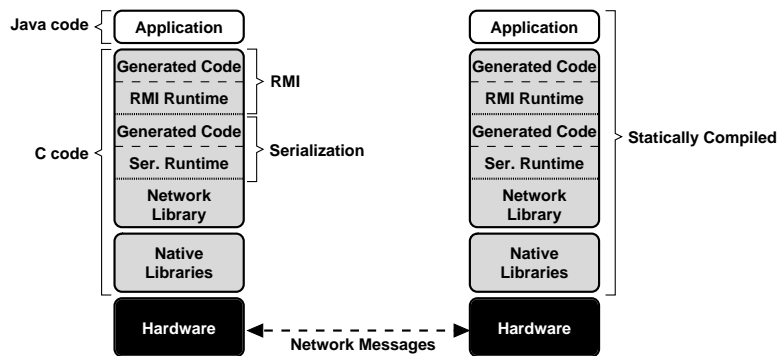 Java code
Application
Generated Code
RMI Runtime
RMI
C code
Generated Code
Ser. Runtime
Serialization
Network
Library
Native
Libraries
Hardware
Network Messages
Application
Generated Code
RMI Runtime
Generated Code
Ser. Runtime
Network
Library
Native
Libraries
Hardware
Statically Compiled